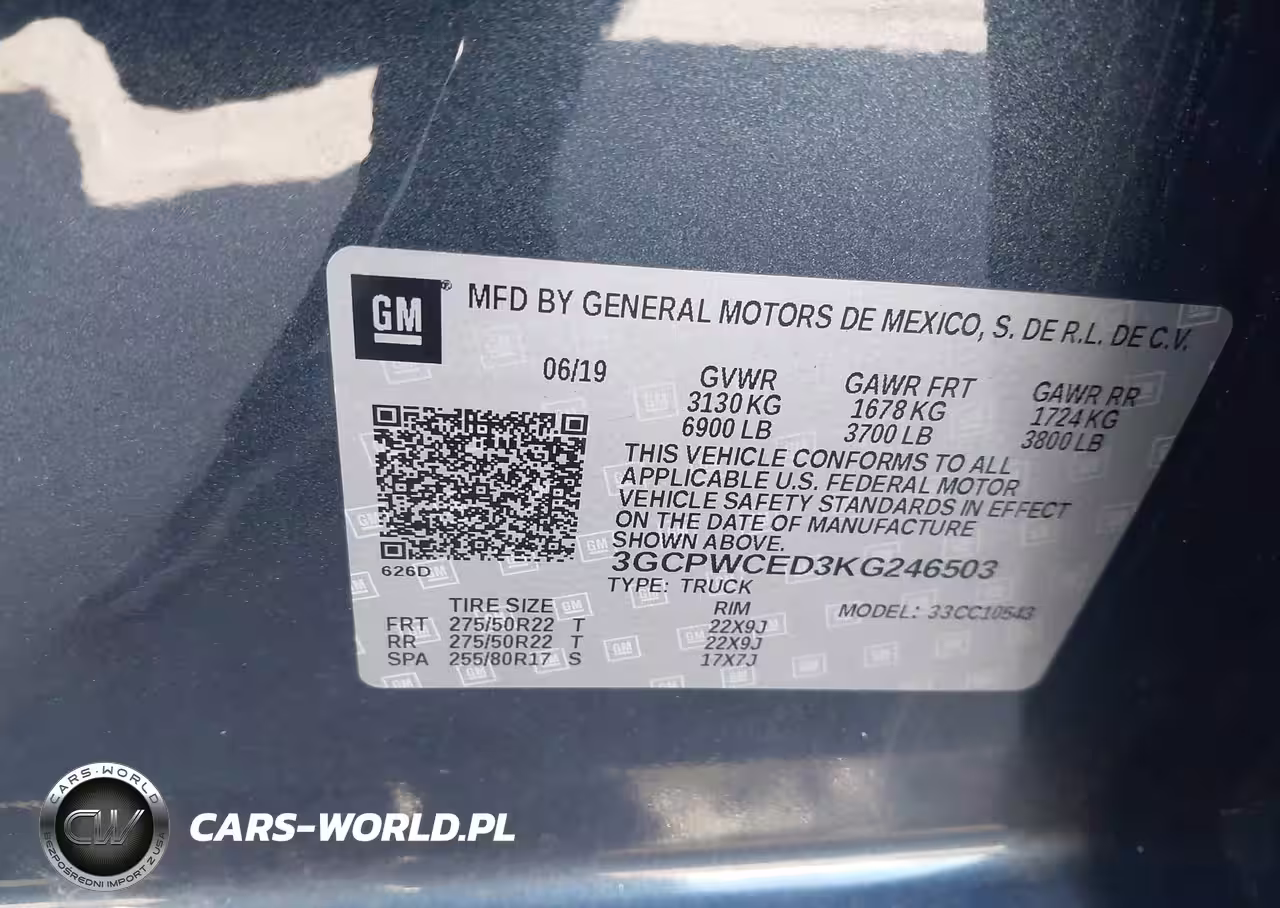 GM
MFD BY GENERAL MOTORS DE MEXICO, S. DE R.L. DE C.V.
06/19
GVWR GAWR FRT GAWR RR
3130 KG 1678 KG 1724 KG
6900 LB 3700 LB 3800 LB
THIS VEHICLE CONFORMS TO ALL
APPLICABLE U.S. FEDERAL MOTOR
VEHICLE SAFETY STANDARDS IN EFFECT
ON THE DATE OF MANUFACTURE
SHOWN ABOVE.
626D
3GCPWCED3KG246503
TYPE: TRUCK
TIRE SIZE RIM MODEL: 33CC10543
FRT 275/50R22 T 22X9J
RR 275/50R22 T 22X9J
SPA 255/80R17 S 17X7J
CARS-WORLD
CW
BEZPOŚREDNI IMPORT Z USA
CARS-WORLD.PL